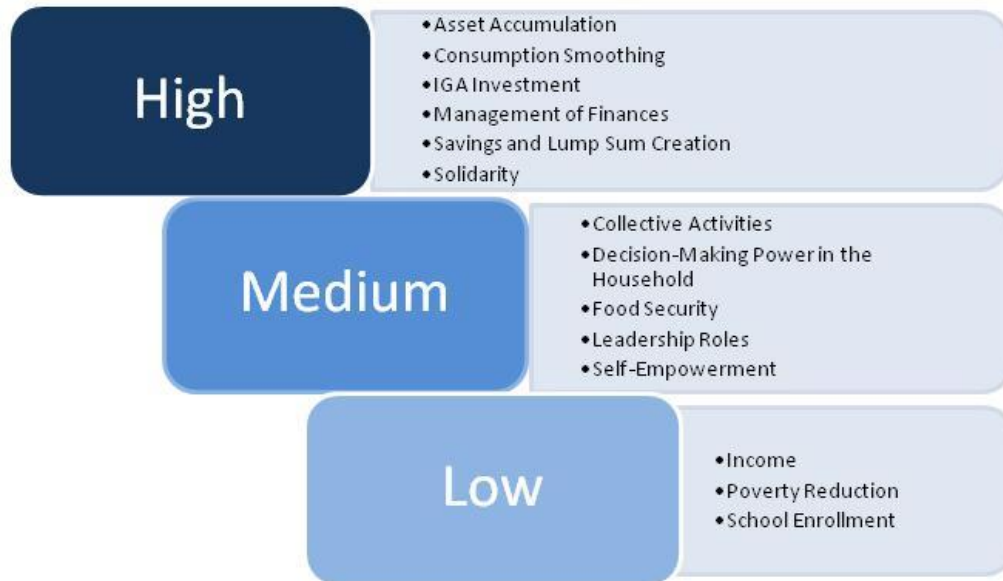 High
•Asset Accumulation
•Consumption Smoothing
•IGA Investment
•Management of Finances
•Savings and Lump Sum Creation
•Solidarity
Medium
•Collective Activities
•Decision-Making Power in the
Household
•Food Security
•Leadership Roles
•Self-Empowerment
Low
•Income
•Poverty Reduction
•School Enrollment